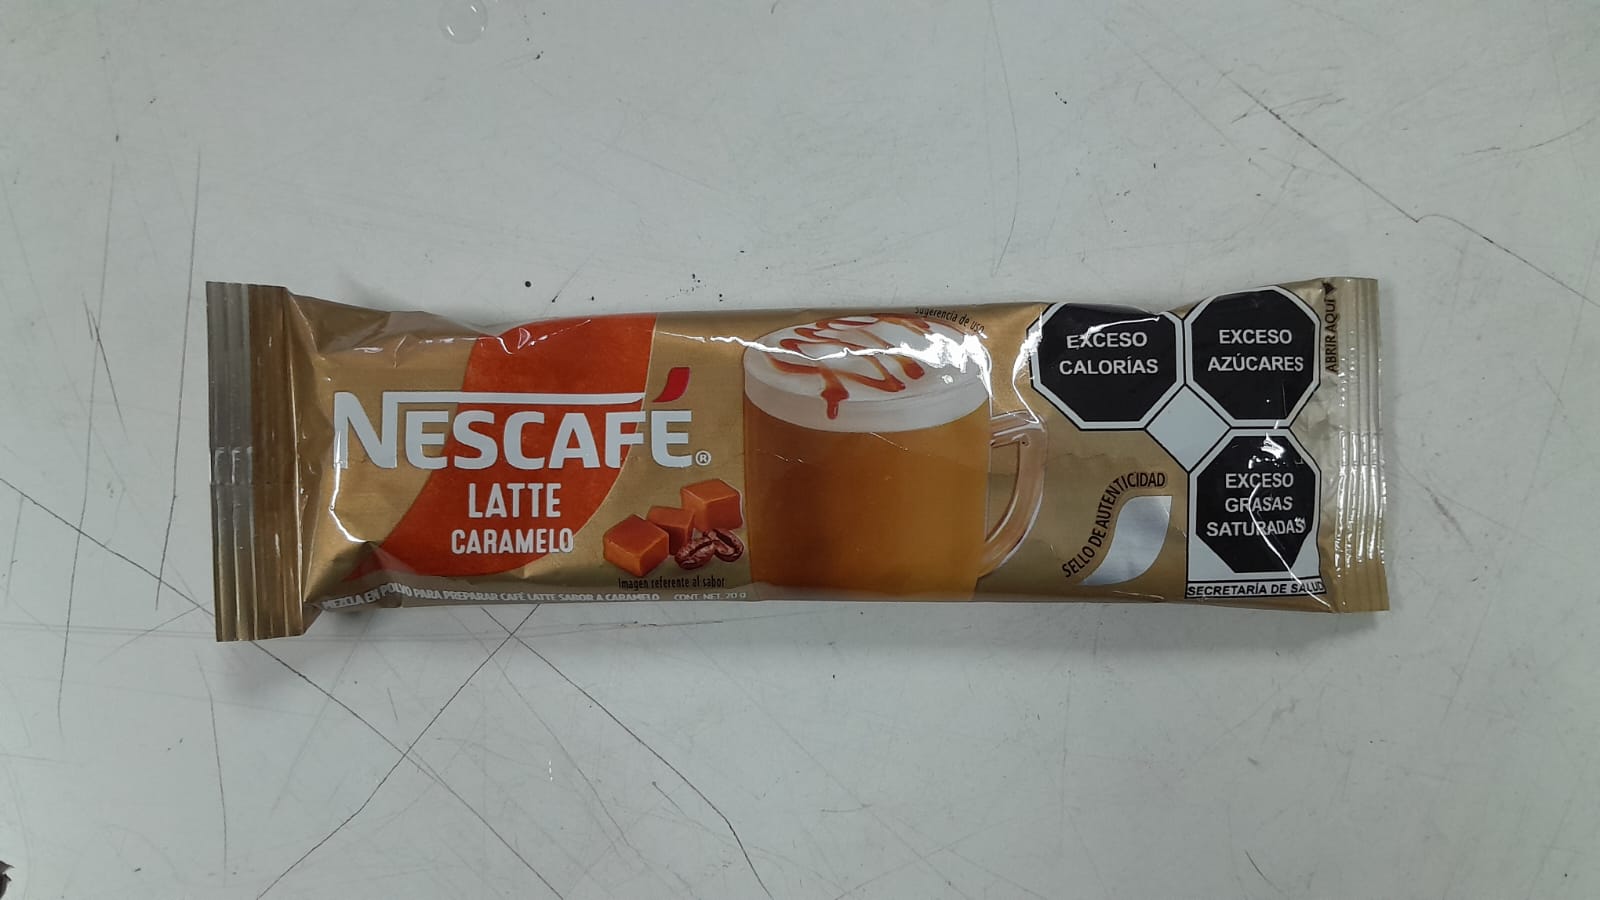 NESCAFÉ®
LATTE
CARAMELO
Imagen referente al sabor
MEZCLA EN POLVO PARA PREPARAR CAFÉ LATTE SABOR A CARAMELO CONT. NET. 20 g
Sugerencia de uso
SELLO DE AUTENTICIDAD
EXCESO
CALORÍAS
EXCESO
AZÚCARES
EXCESO
GRASAS
SATURADAS
SECRETARÍA DE SALUD
ABRIR AQUÍ